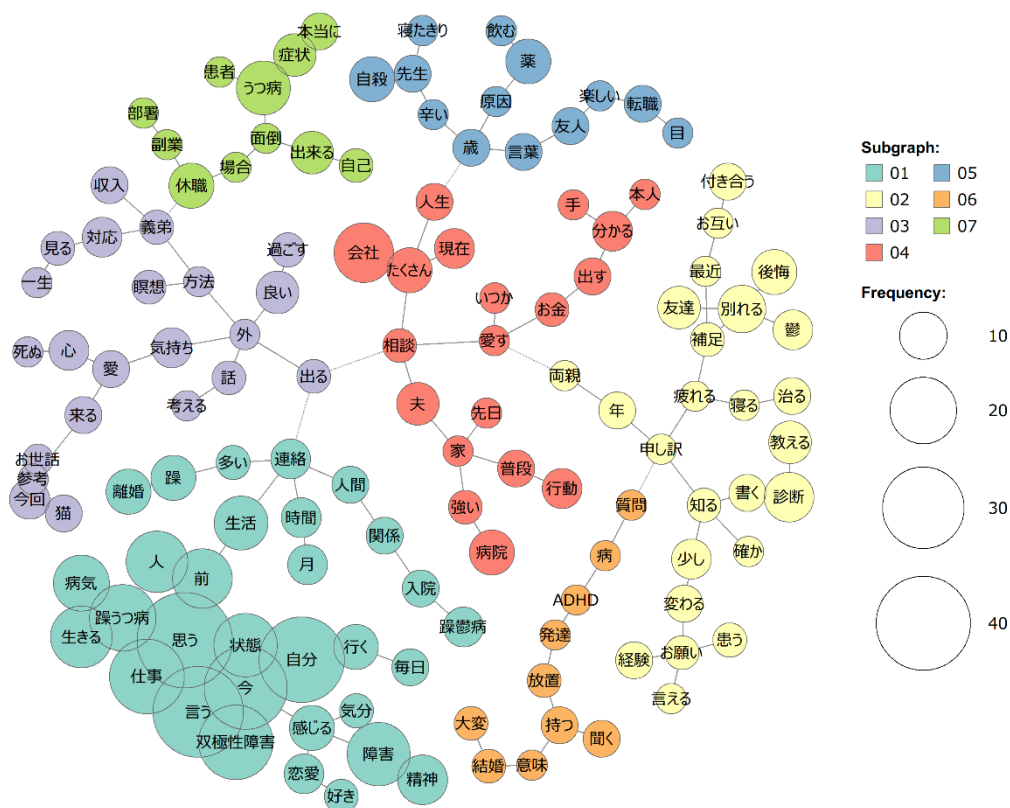 本当に
症状
患者
うつ病
部署
副業
面倒
出来る
自己
場合
休職
寝たきり
飲む
自殺
先生
薬
辛い
原因
楽しい
転職
目
友人
言葉
歳
収入
義弟
見る
対応
一生
瞑想
方法
過ごす
良い
外
気持ち
死ぬ
心
愛
話
考える
来る
出る
お世話
参考
今回
猫
人生
会社
たくさん
現在
手
本人
分かる
出す
いつか
お金
愛す
相談
夫
先日
家
普段
行動
強い
病院
付き合う
お互い
最近
後悔
友達
別れる
鬱
補足
両親
年
疲れる
寝る
治る
申し訳
教える
知る
書く
診断
確か
少し
変わる
お願い
患う
経験
言える
質問
病
ADHD
発達
放置
持つ
聞く
大変
結婚
意味
連絡
多い
躁
離婚
人間
生活
時間
月
関係
入院
躁鬱病
人
前
病気
躁うつ病
生きる
思う
状態
自分
行く
毎日
仕事
今
言う
双極性障害
感じる
気分
障害
精神
恋愛
好き
Subgraph:
01 05
02 06
03 07
04
Frequency:
10
20
30
40